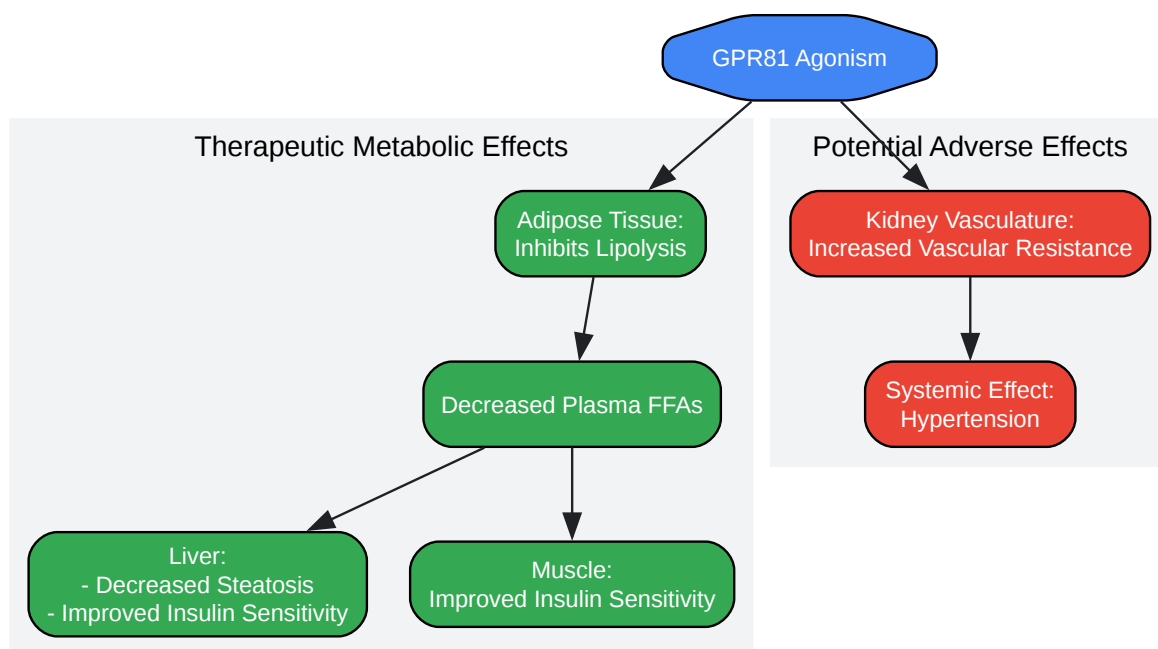 GPR81 Agonism
Therapeutic Metabolic Effects
Potential Adverse Effects
Adipose Tissue:
Inhibits Lipolysis
Kidney Vasculature:
Increased Vascular Resistance
Decreased Plasma FFAs
Systemic Effect:
Hypertension
Liver:
- Decreased Steatosis
- Improved Insulin Sensitivity
Muscle:
Improved Insulin Sensitivity